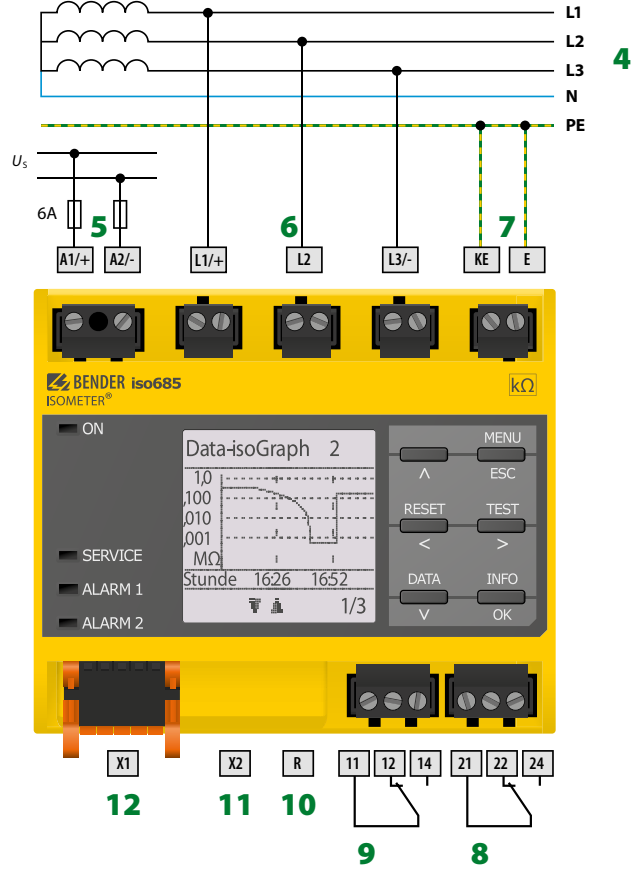 L1
L2
4
L3
N
PE
Us
6A
5
6
7
A1/+ A2/- L1/+ L2 L3/- KE E
BENDER iso685
ISOMETER®
kΩ
ON
MENU
Data-isoGraph 2
ESC
1,0
,100
RESET TEST
,010
,001
< >
MΩ
SERVICE
Stunde 16:26 16:52
DATA INFO
ALARM 1
1/3
OK
ALARM 2
X1 X2 R 11 12 14 21 22 24
12 11 10
9 8